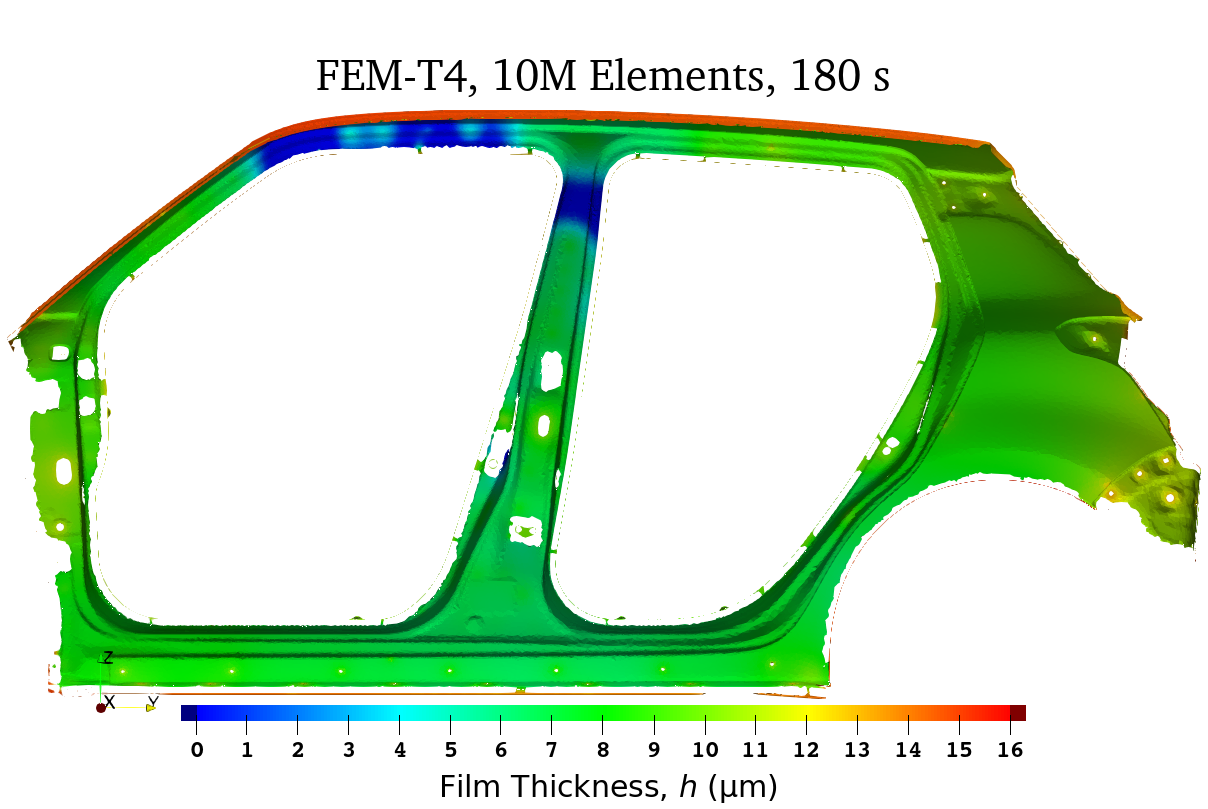 FEM-T4, 10M Elements, 180 s
Z
X Y
0 1 2 3 4 5 6 7 8 9 10 11 12 13 14 15 16
Film Thickness, h (μm)